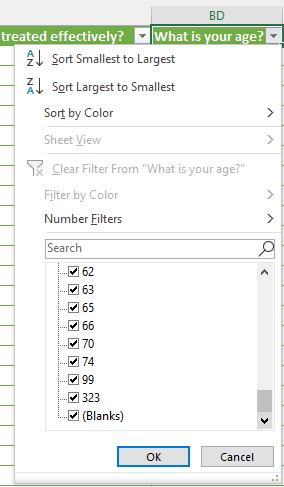 BD
treated effectively? What is your age?
Sort Smallest to Largest
Sort Largest to Smallest
Sort by Color
Sheet View
Clear Filter From "What is your age?"
Filter by Color
Number Filters
Search
62
63
65
66
70
74
99
323
(Blanks)
OK Cancel